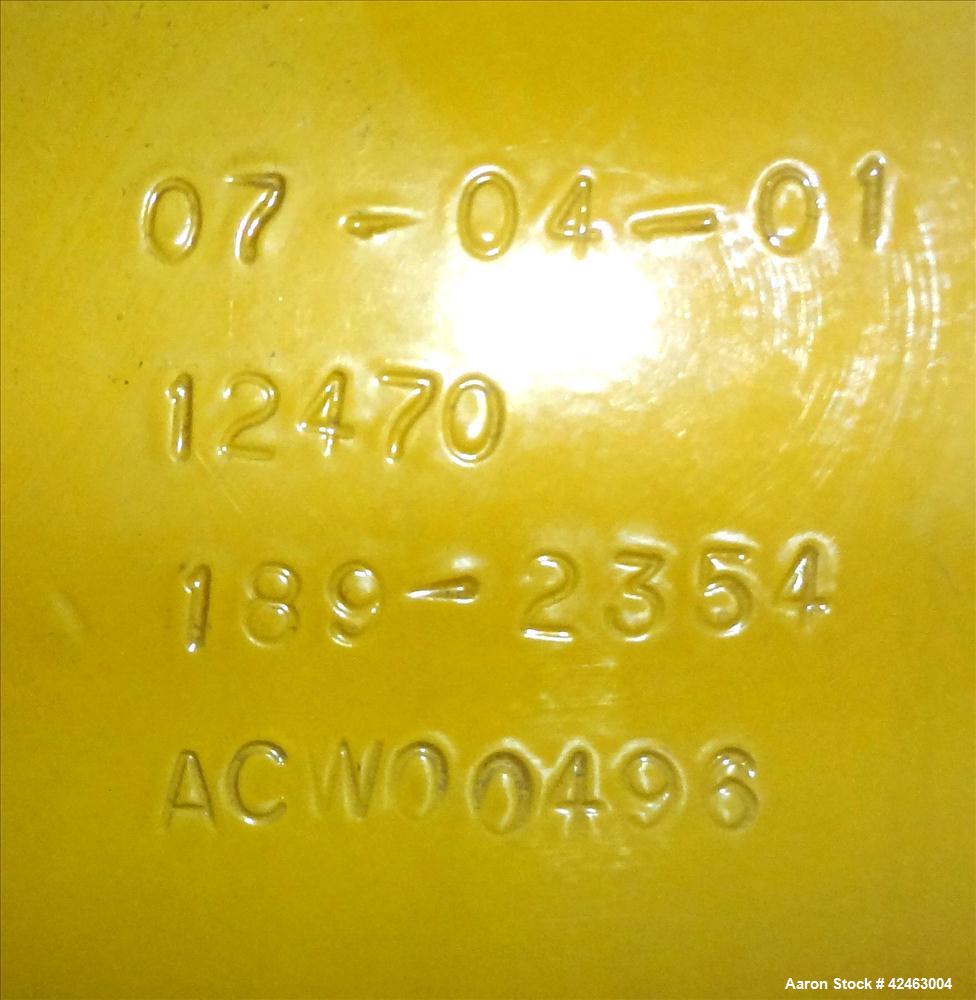 07-04-01
12470
189-2354
ACW00496
Aaron Stock # 42463004